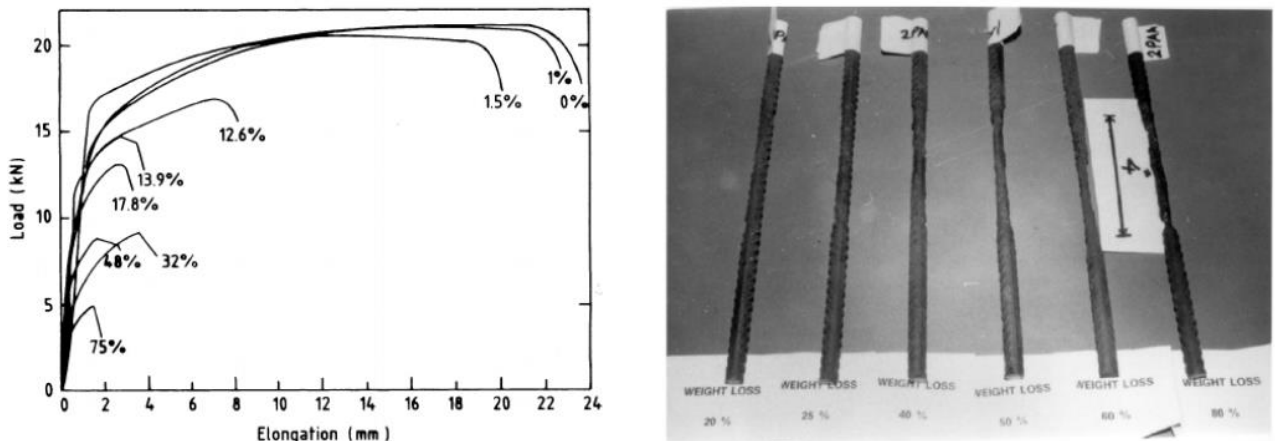 Load (kN)
20
15
10
5
0
0 2 4 6 8 10 12 14 16 18 20 22 24
Elongation (mm)
1%
1.5%
0%
12.6%
13.9%
17.8%
48%
32%
75%
2PAA
4"
WEIGHT LOSS
20 %
WEIGHT LOSS
25 %
WEIGHT LOSS
40 %
WEIGHT LOSS
50 %
WEIGHT LOSS
60 %
WEIGHT LOSS
80 %